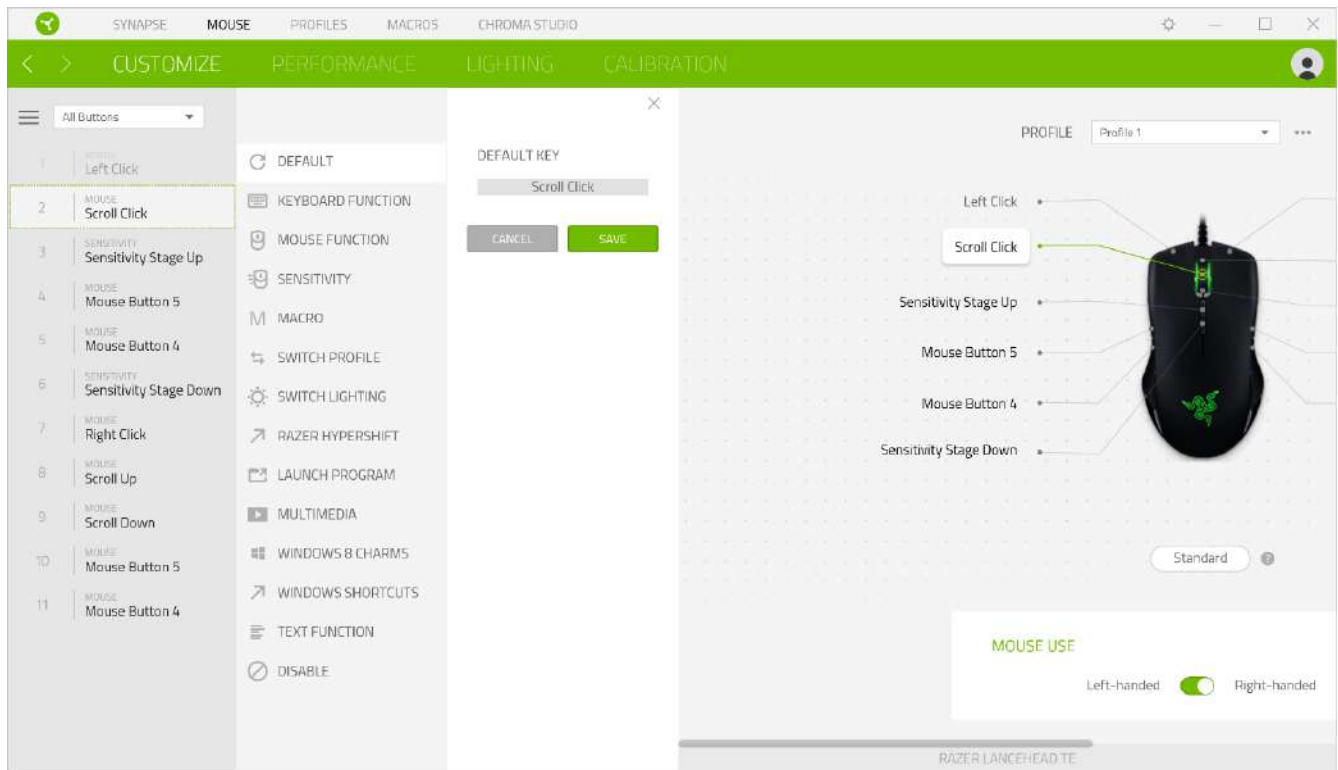 SYNAPSE MOUSE PROFILES MACROS CHROMA STUDIO
CUSTOMIZE PERFORMANCE LIGHTING CALIBRATION
All Buttons
1 MOUSE
Left Click
2 MOUSE
Scroll Click
3 SENSITIVITY
Sensitivity Stage Up
4 MOUSE
Mouse Button 5
5 MOUSE
Mouse Button 4
6 SENSITIVITY
Sensitivity Stage Down
7 MOUSE
Right Click
8 MOUSE
Scroll Up
9 MOUSE
Scroll Down
10 MOUSE
Mouse Button 5
11 MOUSE
Mouse Button 4
DEFAULT
KEYBOARD FUNCTION
MOUSE FUNCTION
SENSITIVITY
M MACRO
SWITCH PROFILE
SWITCH LIGHTING
RAZER HYPERSHIFT
LAUNCH PROGRAM
MULTIMEDIA
WINDOWS 8 CHARMS
WINDOWS SHORTCUTS
TEXT FUNCTION
DISABLE
DEFAULT KEY
Scroll Click
CANCEL SAVE
PROFILE Profile 1
Left Click
Scroll Click
Sensitivity Stage Up
Mouse Button 5
Mouse Button 4
Sensitivity Stage Down
Standard ?
MOUSE USE
Left-handed Right-handed
RAZER LANCEHEAD TE